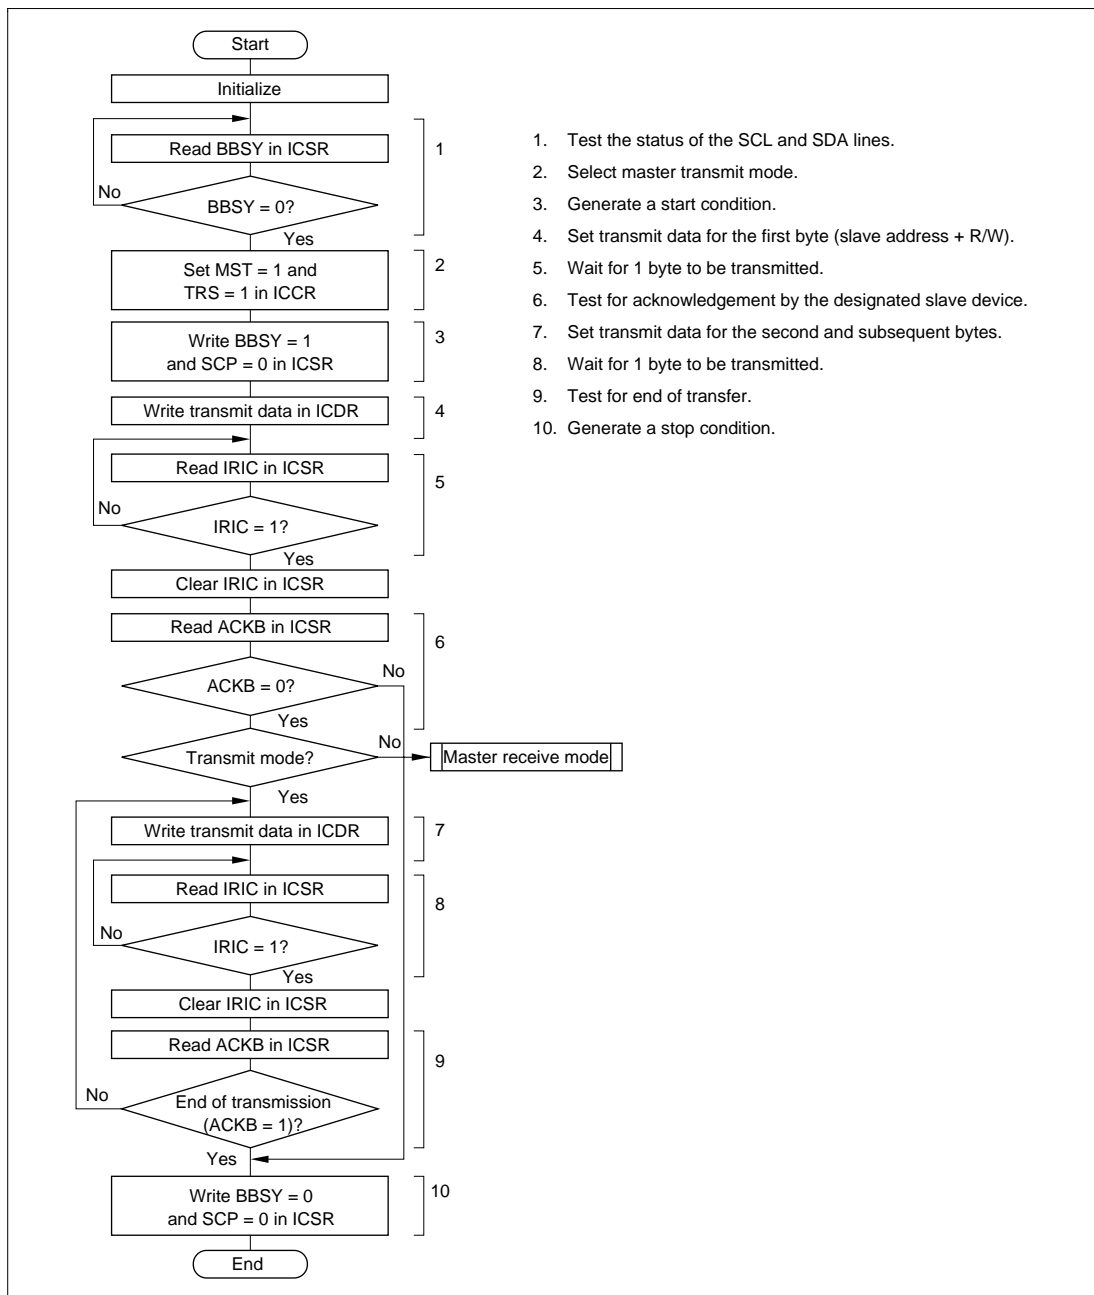 Start
Initialize
Read BBSY in ICSR
1
No
BBSY = 0?
Yes
Set MST = 1 and
TRS = 1 in ICCR
2
Write BBSY = 1
and SCP = 0 in ICSR
3
Write transmit data in ICDR
4
Read IRIC in ICSR
5
No
IRIC = 1?
Yes
Clear IRIC in ICSR
Read ACKB in ICSR
6
No
ACKB = 0?
Yes
No
Transmit mode?
Master receive mode
Yes
Write transmit data in ICDR
7
Read IRIC in ICSR
8
No
IRIC = 1?
Yes
Clear IRIC in ICSR
Read ACKB in ICSR
9
No
End of transmission
(ACKB = 1)?
Yes
Write BBSY = 0
and SCP = 0 in ICSR
10
End
1. Test the status of the SCL and SDA lines.
2. Select master transmit mode.
3. Generate a start condition.
4. Set transmit data for the first byte (slave address + R/W).
5. Wait for 1 byte to be transmitted.
6. Test for acknowledgement by the designated slave device.
7. Set transmit data for the second and subsequent bytes.
8. Wait for 1 byte to be transmitted.
9. Test for end of transfer.
10. Generate a stop condition.